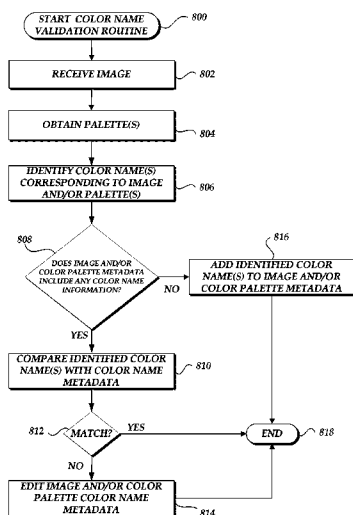 START COLOR NAME
VALIDATION ROUTINE
800
RECEIVE IMAGE
802
OBTAIN PALETTE(S)
804
IDENTIFY COLOR NAME(S)
CORRESPONDING TO IMAGE
AND/OR PALETTE(S)
806
808
DOES IMAGE AND/OR
COLOR PALETTE METADATA
INCLUDE ANY COLOR NAME
INFORMATION?
NO
816
ADD IDENTIFIED COLOR
NAME(S) TO IMAGE AND/OR
COLOR PALETTE METADATA
YES
COMPARE IDENTIFIED COLOR
NAME(S) WITH COLOR NAME
METADATA
810
812
MATCH?
YES
END
818
NO
EDIT IMAGE AND/OR COLOR
PALETTE COLOR NAME
METADATA
814